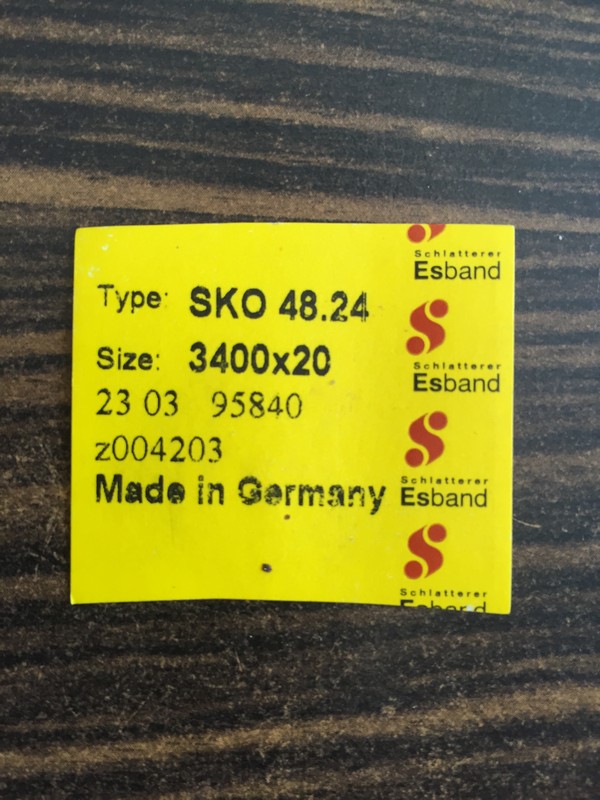 Type: SKO 48.24
Size: 3400x20
23 03 95840
z004203
Made in Germany
Schlatterer
Esband
Schlatterer
Esband
Schlatterer
Esband
Schlatterer
Esband